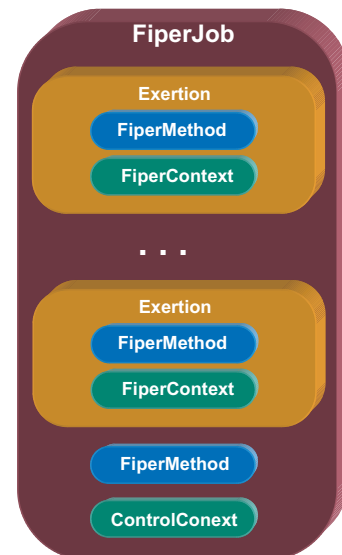 FiperJob
Exertion
FiperMethod
FiperContext
. . .
Exertion
FiperMethod
FiperContext
FiperMethod
ControlConext